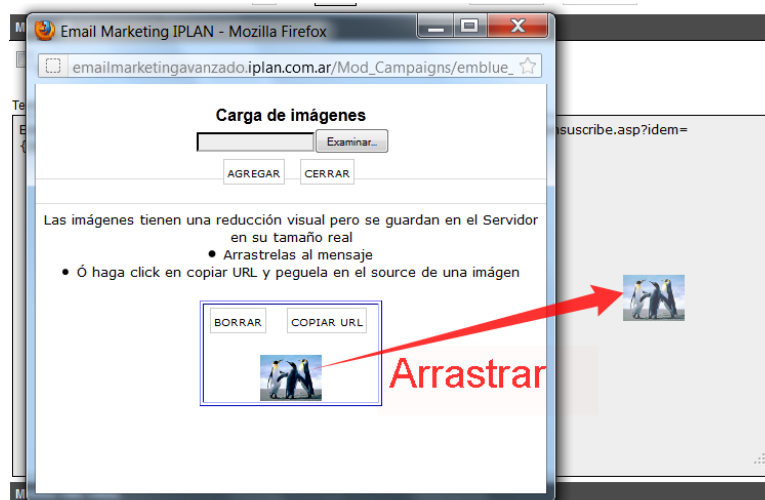 Email Marketing IPLAN - Mozilla Firefox
emailmarketingavanzado.iplan.com.ar/Mod_Campaigns/emblue_
Carga de imágenes
Examinar...
AGREGAR CERRAR
nsuscribe.asp?idem=
Las imágenes tienen una reducción visual pero se guardan en el Servidor
en su tamaño real
• Arrastrelas al mensaje
• Ó haga click en copiar URL y peguela en el source de una imágen
BORRAR COPIAR URL
Arrastrar